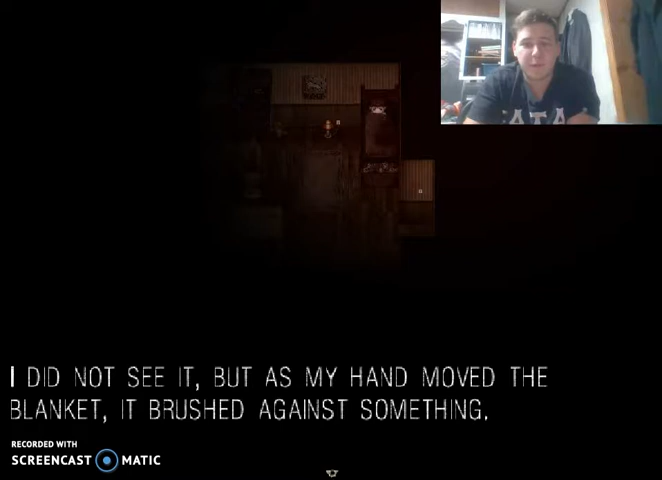 I DID NOT SEE IT, BUT AS MY HAND MOVED THE
BLANKET, IT BRUSHED AGAINST SOMETHING.
RECORDED WITH
SCREENCAST MATIC